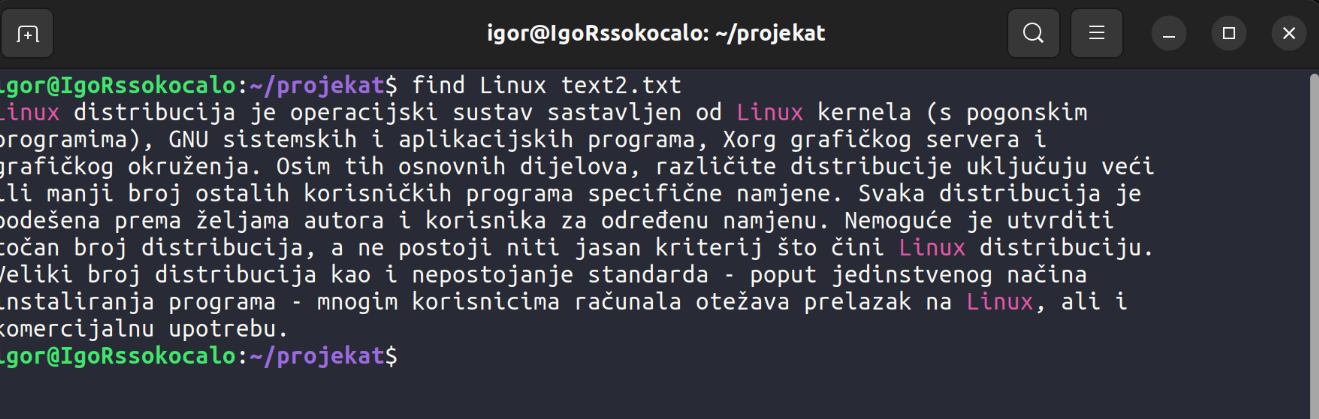 igor@IgoRssokocalo: ~/projekat
igor@IgoRssokocalo:~/projekat$ find Linux text2.txt
Linux distribucija je operacijski sustav sastavljen od Linux kernela (s pogonskim
programima), GNU sistemskih i aplikacijskih programa, Xorg grafičkog servera i
grafičkog okruženja. Osim tih osnovnih dijelova, različite distribucije uključuju veći
ili manji broj ostalih korisničkih programa specifične namjene. Svaka distribucija je
podešena prema željama autora i korisnika za određenu namjenu. Nemoguće je utvrditi
točan broj distribucija, a ne postoji niti jasan kriterij što čini Linux distribuciju.
Veliki broj distribucija kao i nepostojanje standarda - poput jedinstvenog načina
instaliranja programa - mnogim korisnicima računala otežava prelazak na Linux, ali i
komercijalnu upotrebu.
igor@IgoRssokocalo:~/projekat$